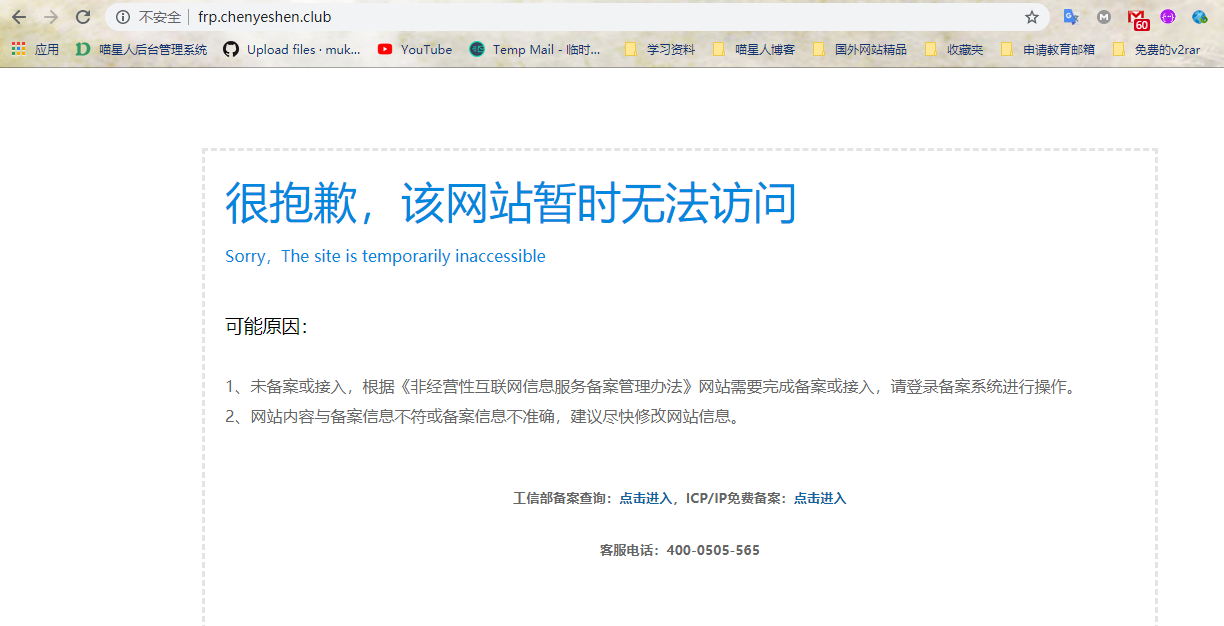 不安全 frp.chenyeshen.club
60
应用 喵星人后台管理系统 Upload files · muk... YouTube Temp Mail - 临时... 学习资料 喵星人博客 国外网站精品 收藏夹 申请教育邮箱 免费的v2rar
很抱歉，该网站暂时无法访问
Sorry，The site is temporarily inaccessible
可能原因：
1、未备案或接入，根据《非经营性互联网信息服务备案管理办法》网站需要完成备案或接入，请登录备案系统进行操作。
2、网站内容与备案信息不符或备案信息不准确，建议尽快修改网站信息。
工信部备案查询：点击进入，ICP/IP免费备案：点击进入
客服电话：400-0505-565